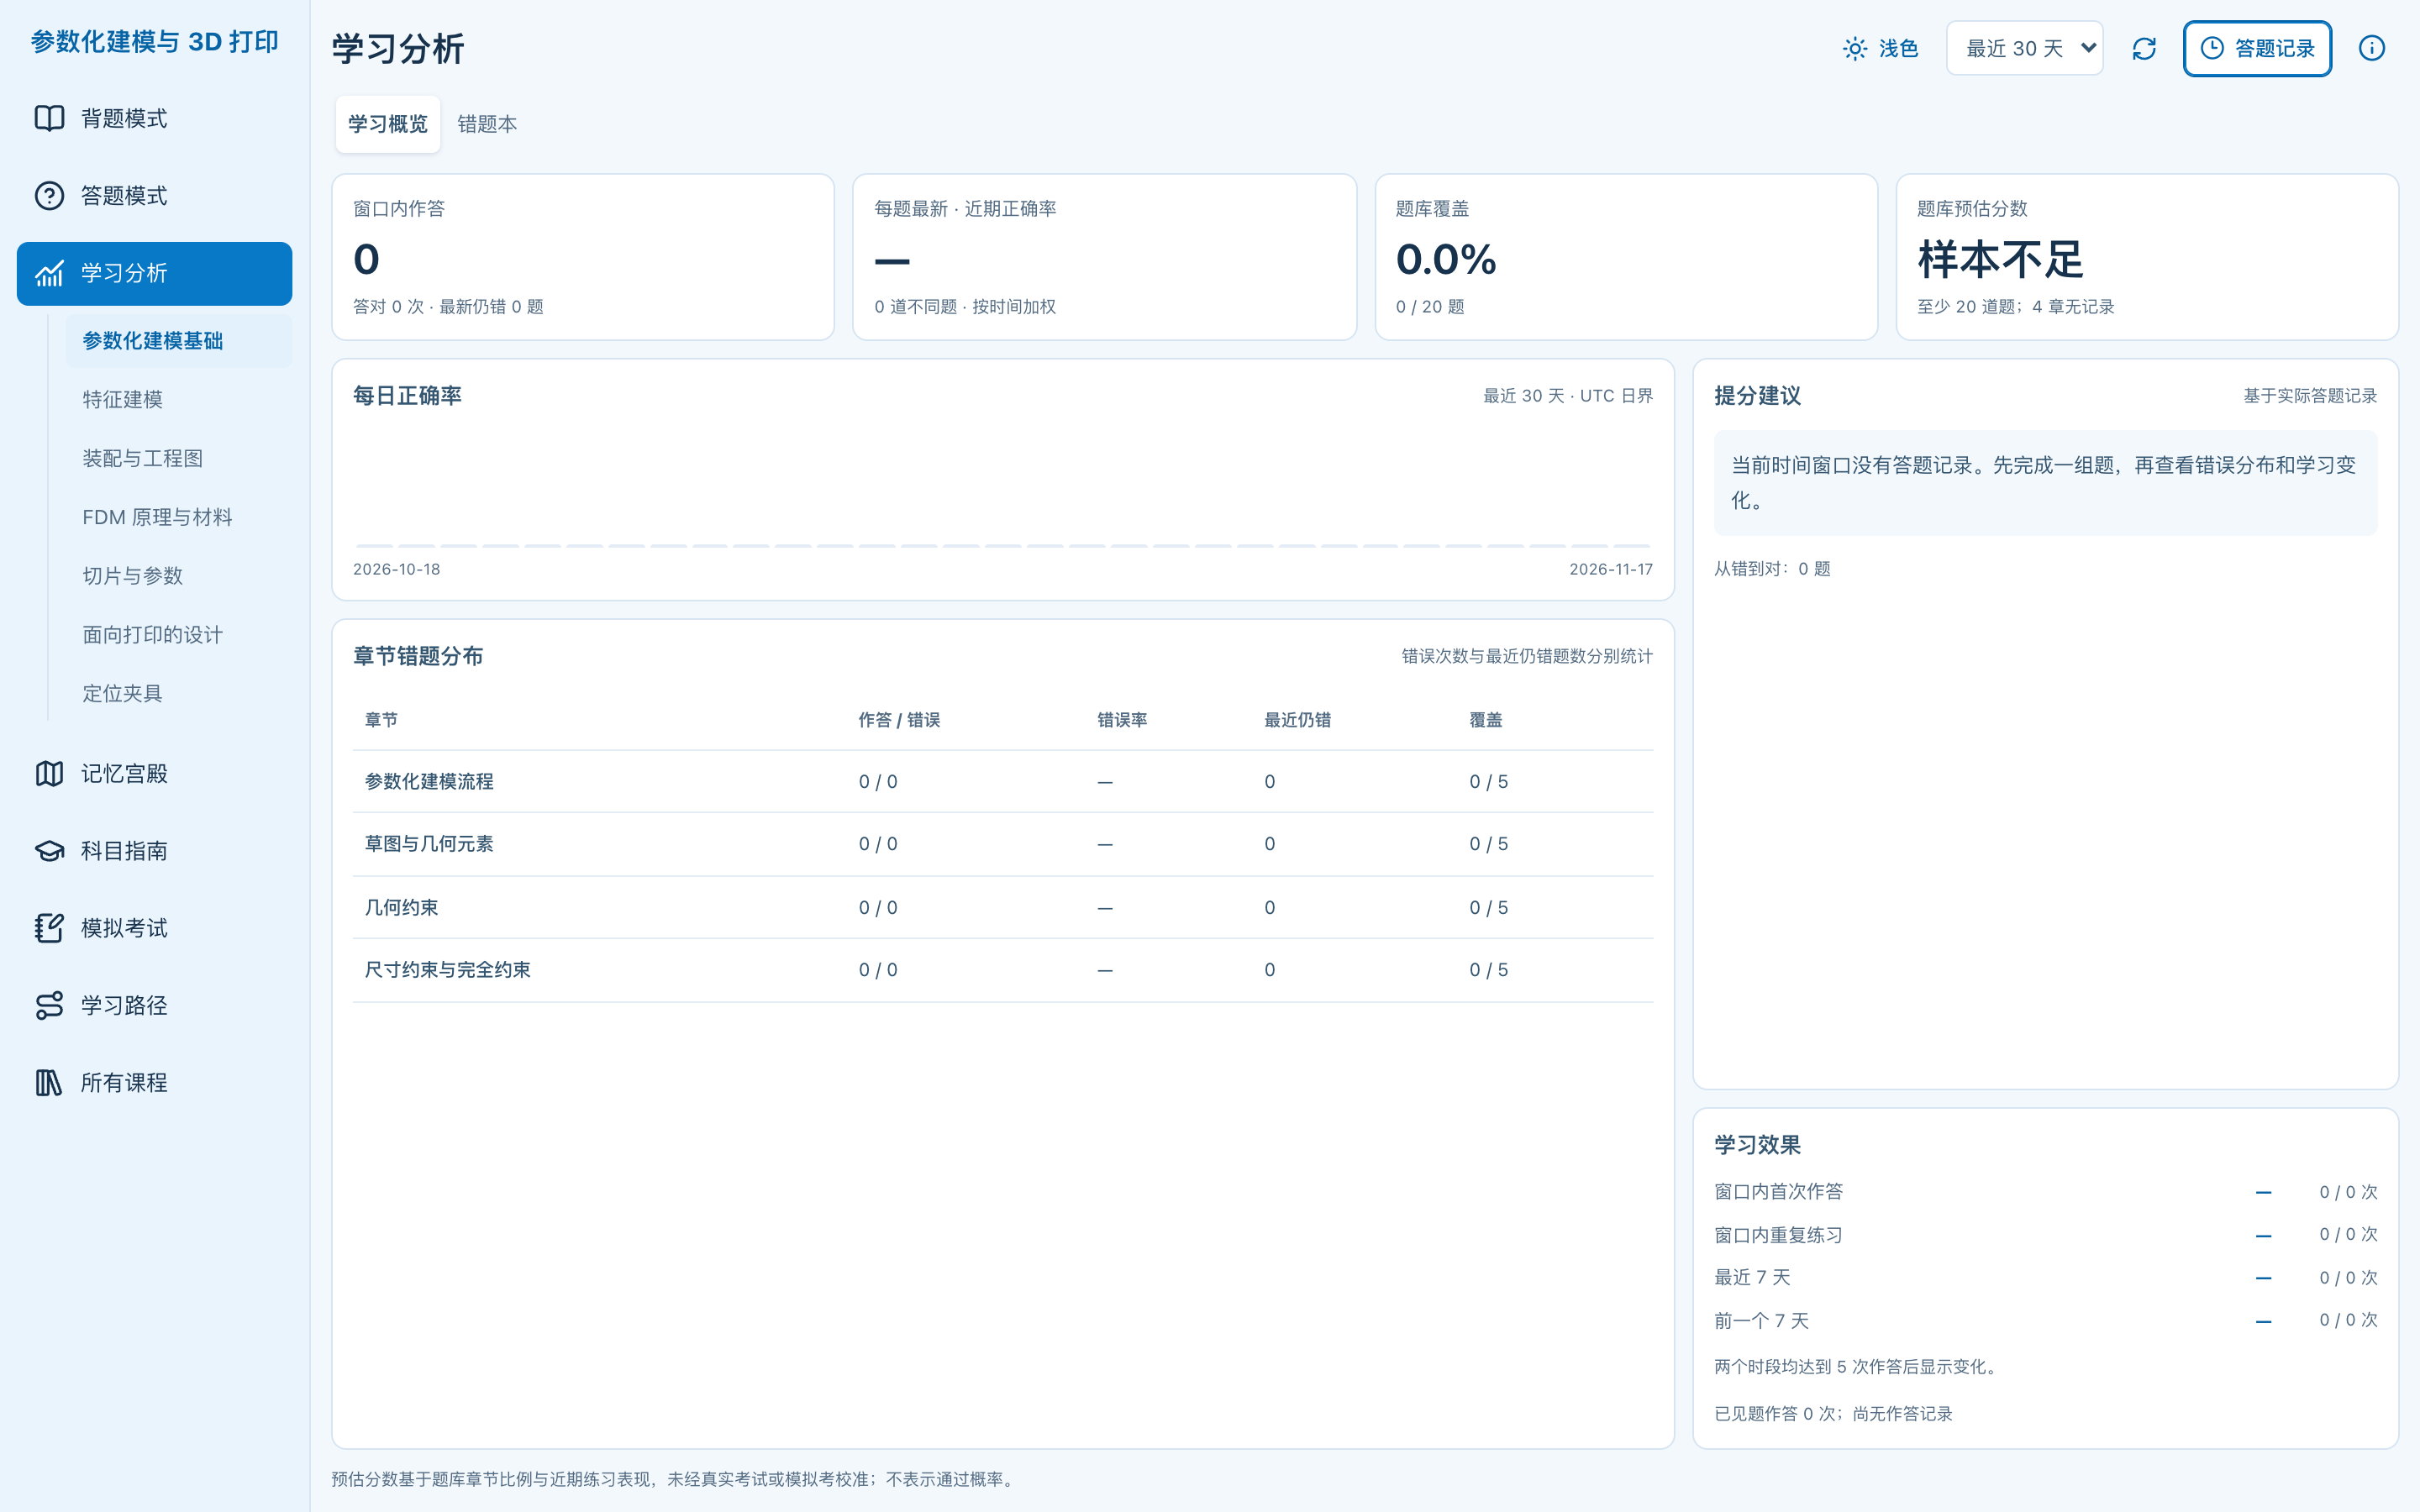 参数化建模与 3D 打印
背题模式
答题模式
学习分析
参数化建模基础
特征建模
装配与工程图
FDM 原理与材料
切片与参数
面向打印的设计
定位夹具
记忆宫殿
科目指南
模拟考试
学习路径
所有课程
学习分析
浅色
最近 30 天
答题记录
学习概览 错题本
窗口内作答
0
答对 0 次 · 最新仍错 0 题
每题最新 · 近期正确率
—
0 道不同题 · 按时间加权
题库覆盖
0.0%
0 / 20 题
题库预估分数
样本不足
至少 20 道题；4 章无记录
每日正确率 最近 30 天 · UTC 日界
2026-10-18 2026-11-17
章节错题分布 错误次数与最近仍错题数分别统计
章节 作答 / 错误 错误率 最近仍错 覆盖
参数化建模流程 0 / 0 — 0 0 / 5
草图与几何元素 0 / 0 — 0 0 / 5
几何约束 0 / 0 — 0 0 / 5
尺寸约束与完全约束 0 / 0 — 0 0 / 5
提分建议 基于实际答题记录
当前时间窗口没有答题记录。先完成一组题，再查看错误分布和学习变
化。
从错到对：0 题
学习效果
窗口内首次作答 — 0 / 0 次
窗口内重复练习 — 0 / 0 次
最近 7 天 — 0 / 0 次
前一个 7 天 — 0 / 0 次
两个时段均达到 5 次作答后显示变化。
已见题作答 0 次；尚无作答记录
预估分数基于题库章节比例与近期练习表现，未经真实考试或模拟考校准；不表示通过概率。